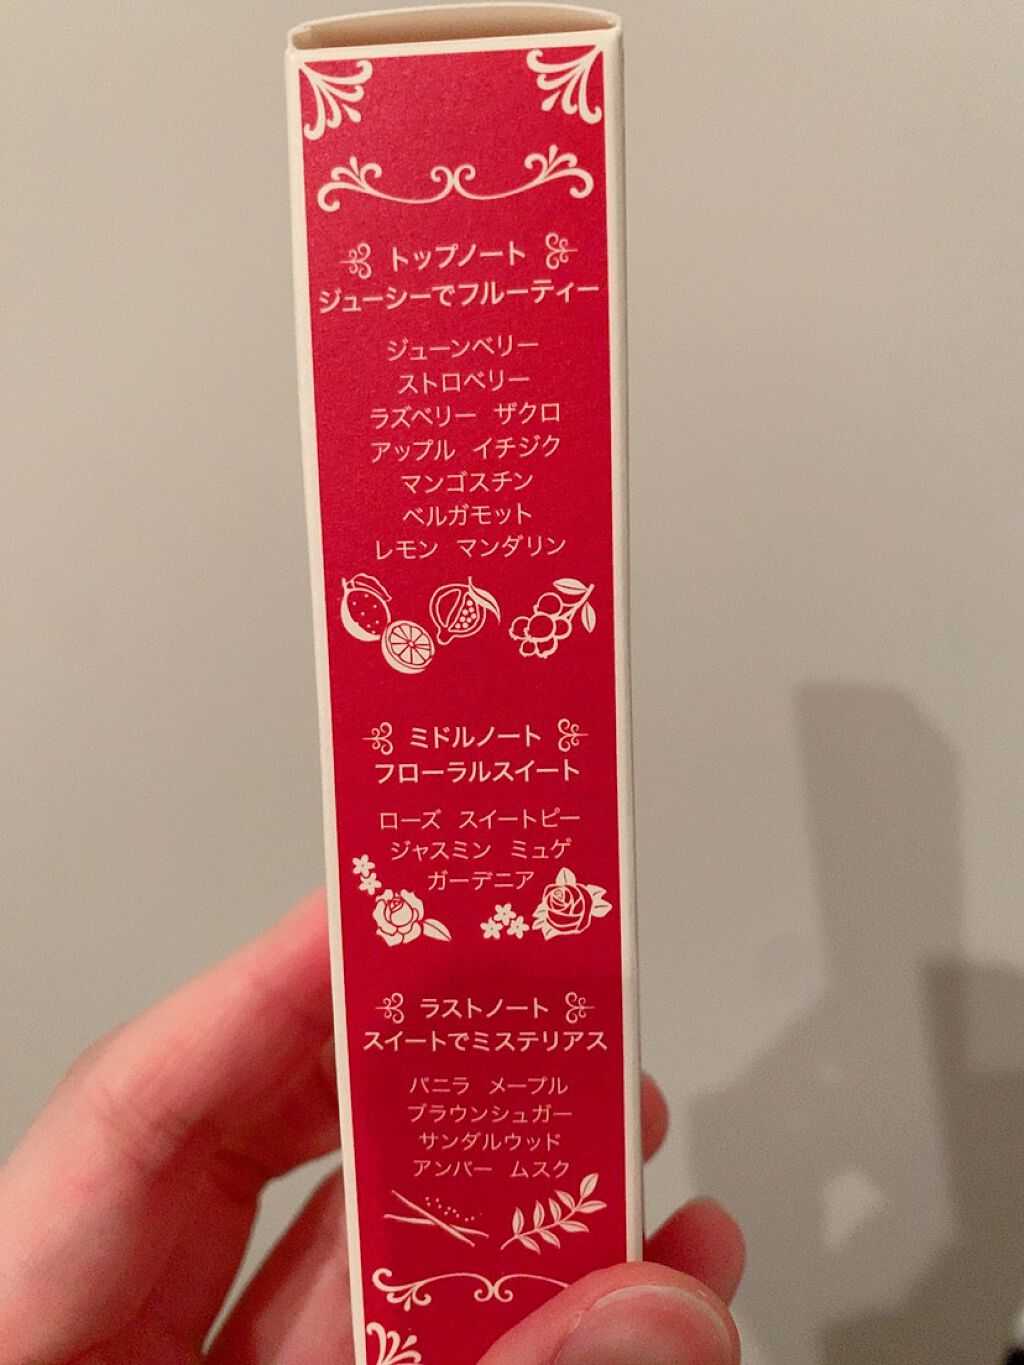 トップノート
ジューシーでフルーティー
ジューンベリー
ストロベリー
ラズベリー ザクロ
アップル イチジク
マンゴスチン
ベルガモット
レモン マンダリン
ミドルノート
フローラルスイート
ローズ スイートピー
ジャスミン ミュゲ
ガーデニア
ラストノート
スイートでミステリアス
バニラ メープル
ブラウンシュガー
サンダルウッド
アンバー ムスク